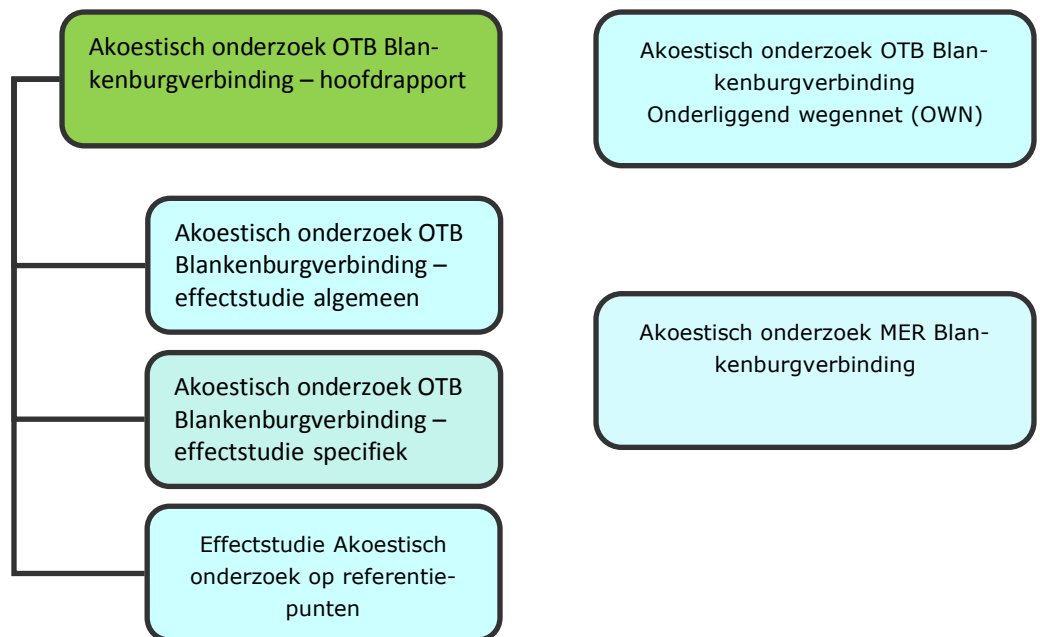 Akoestisch onderzoek OTB Blan-
kenburgverbinding – hoofdrapport
Akoestisch onderzoek OTB
Blankenburgverbinding –
effectstudie algemeen
Akoestisch onderzoek OTB
Blankenburgverbinding –
effectstudie specifiek
Effectstudie Akoestisch
onderzoek op referentie-
punten
Akoestisch onderzoek OTB Blan-
kenburgverbinding
Onderliggend wegennet (OWN)
Akoestisch onderzoek MER Blan-
kenburgverbinding